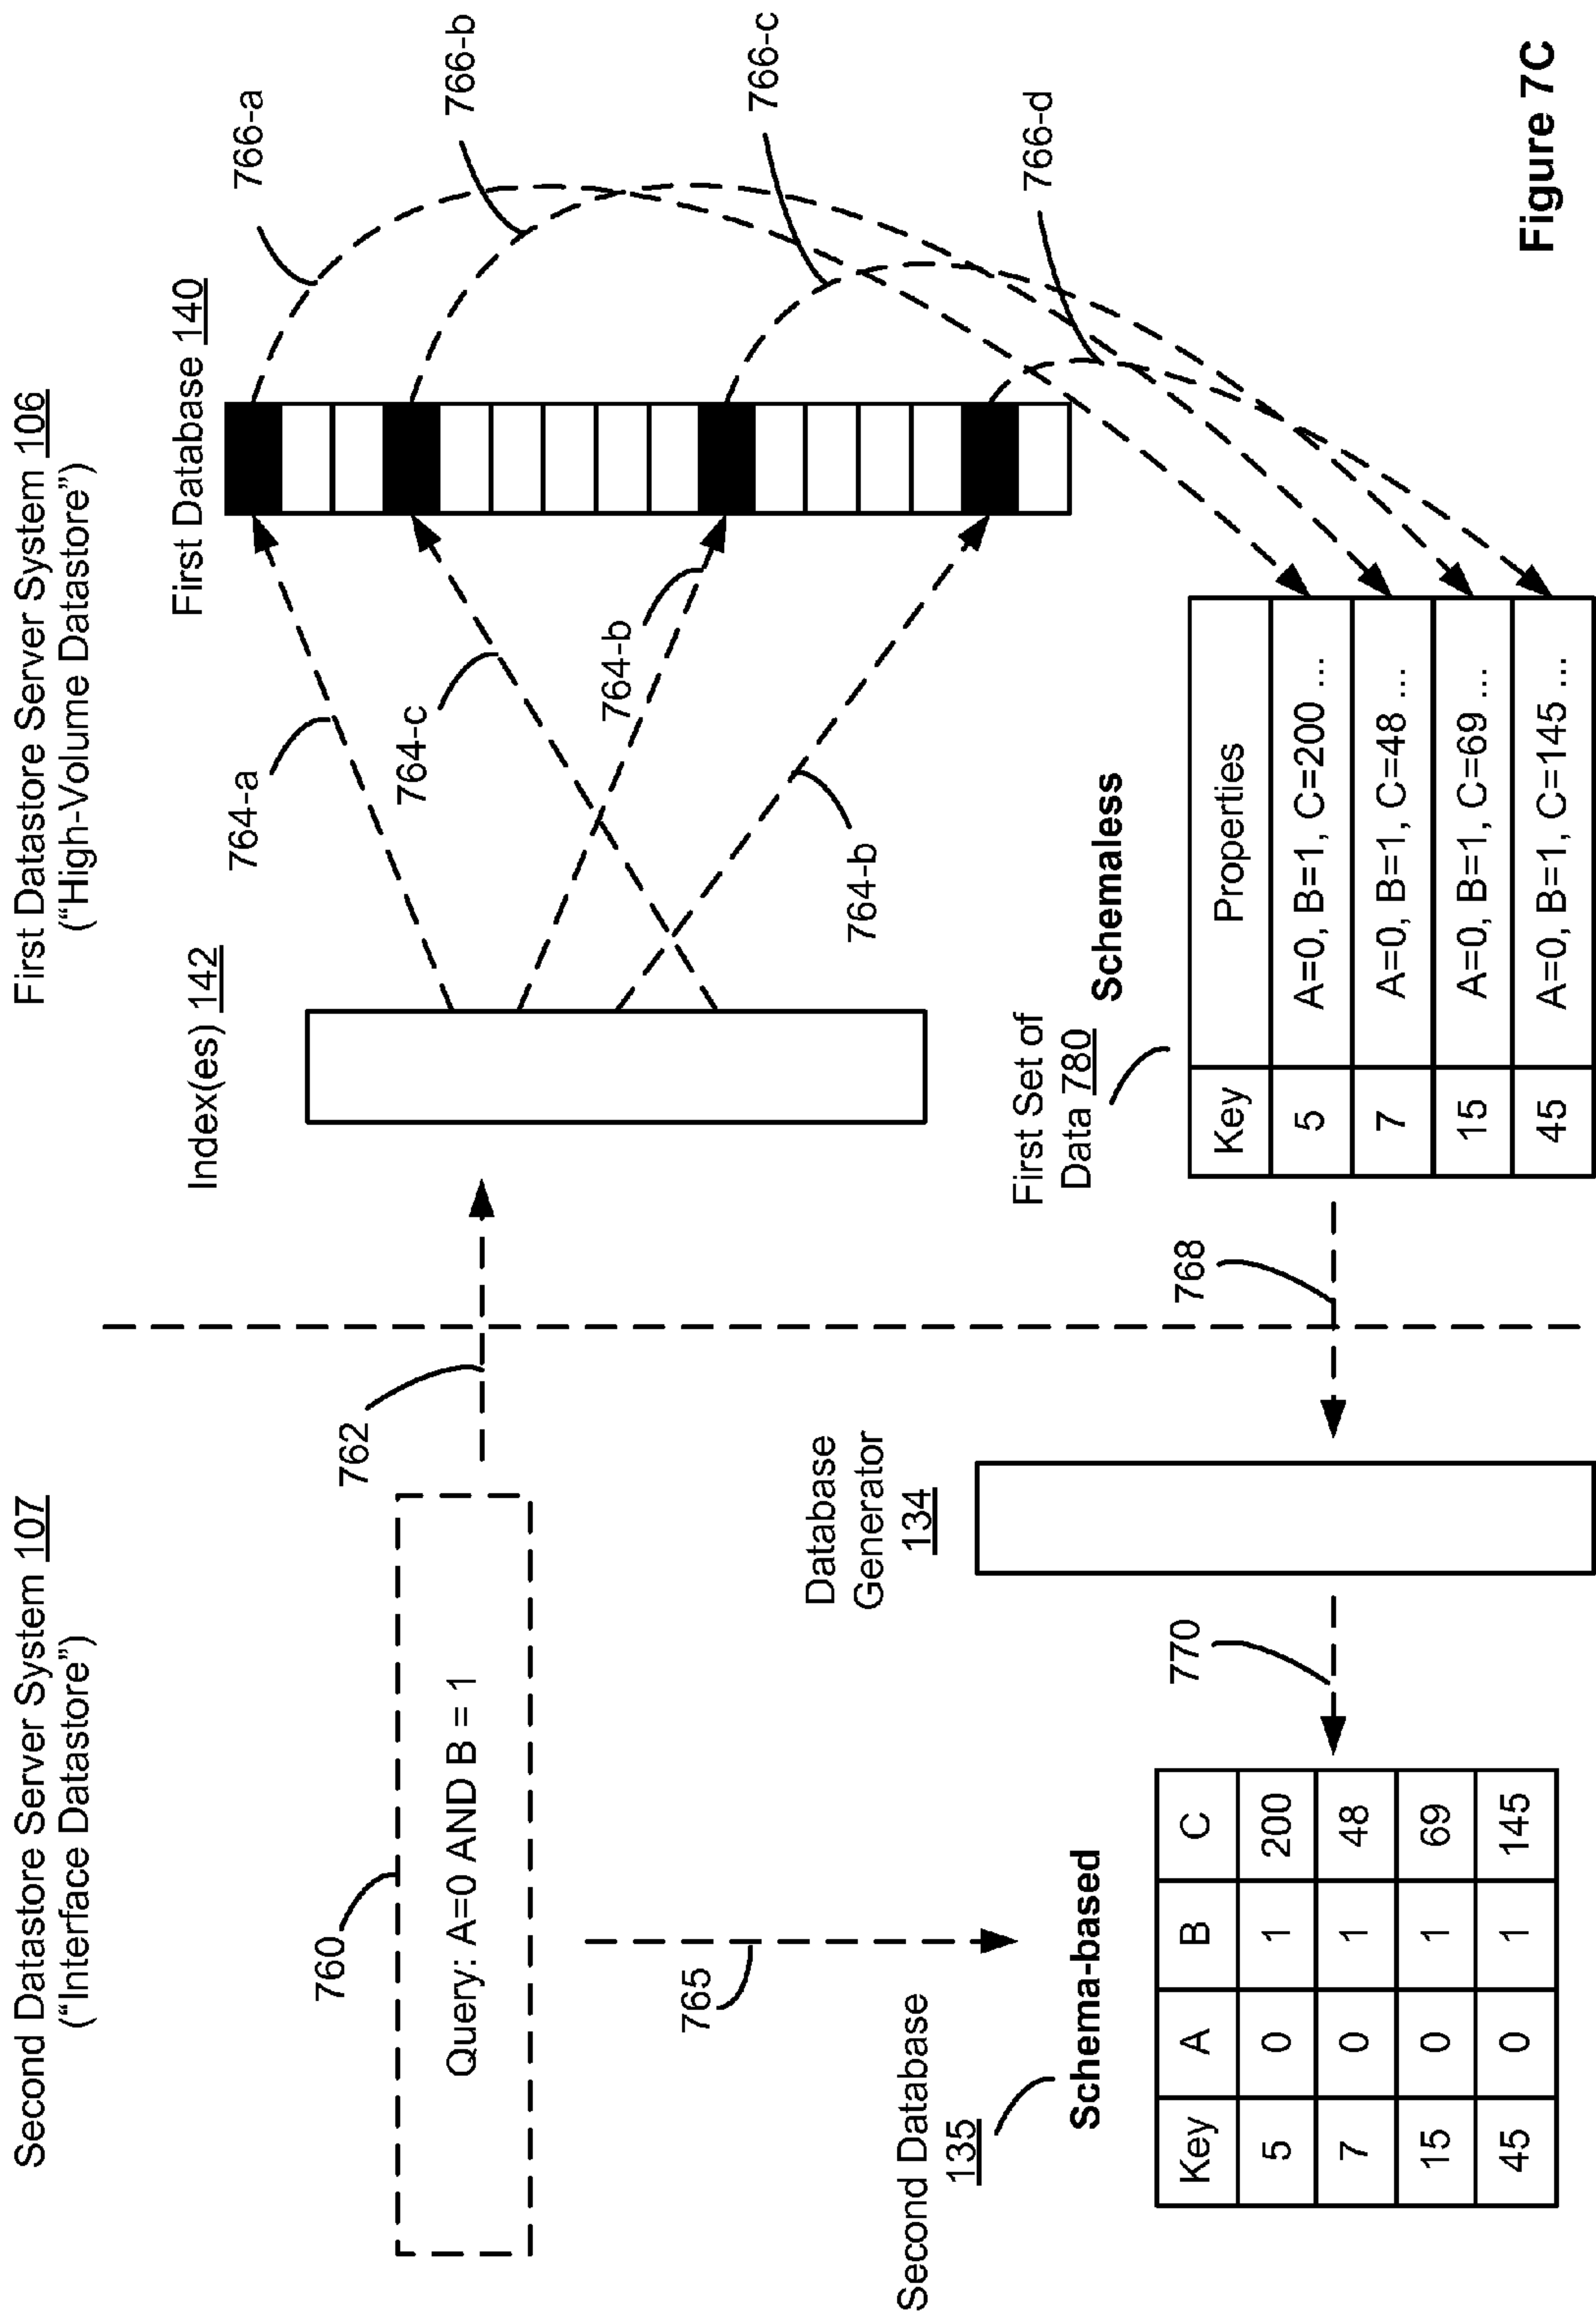 Second Datastore Server System 107
(“Interface Datastore”)
First Datastore Server System 106
(“High-Volume Datastore”)
760
Query: A=0 AND B = 1
762
765
Index(es) 142
First Database 140
764-a
764-c
764-b
764-b
766-a
766-b
766-c
766-d
Second Database
135
Schema-based
Key A B C
5 0 1 200
7 0 1 48
15 0 1 69
45 0 1 145
770
Database
Generator
134
768
First Set of
Data 780
Schemaless
Key Properties
5 A=0, B=1, C=200 ...
7 A=0, B=1, C=48 ...
15 A=0, B=1, C=69 ...
45 A=0, B=1, C=145 ...
Figure 7C